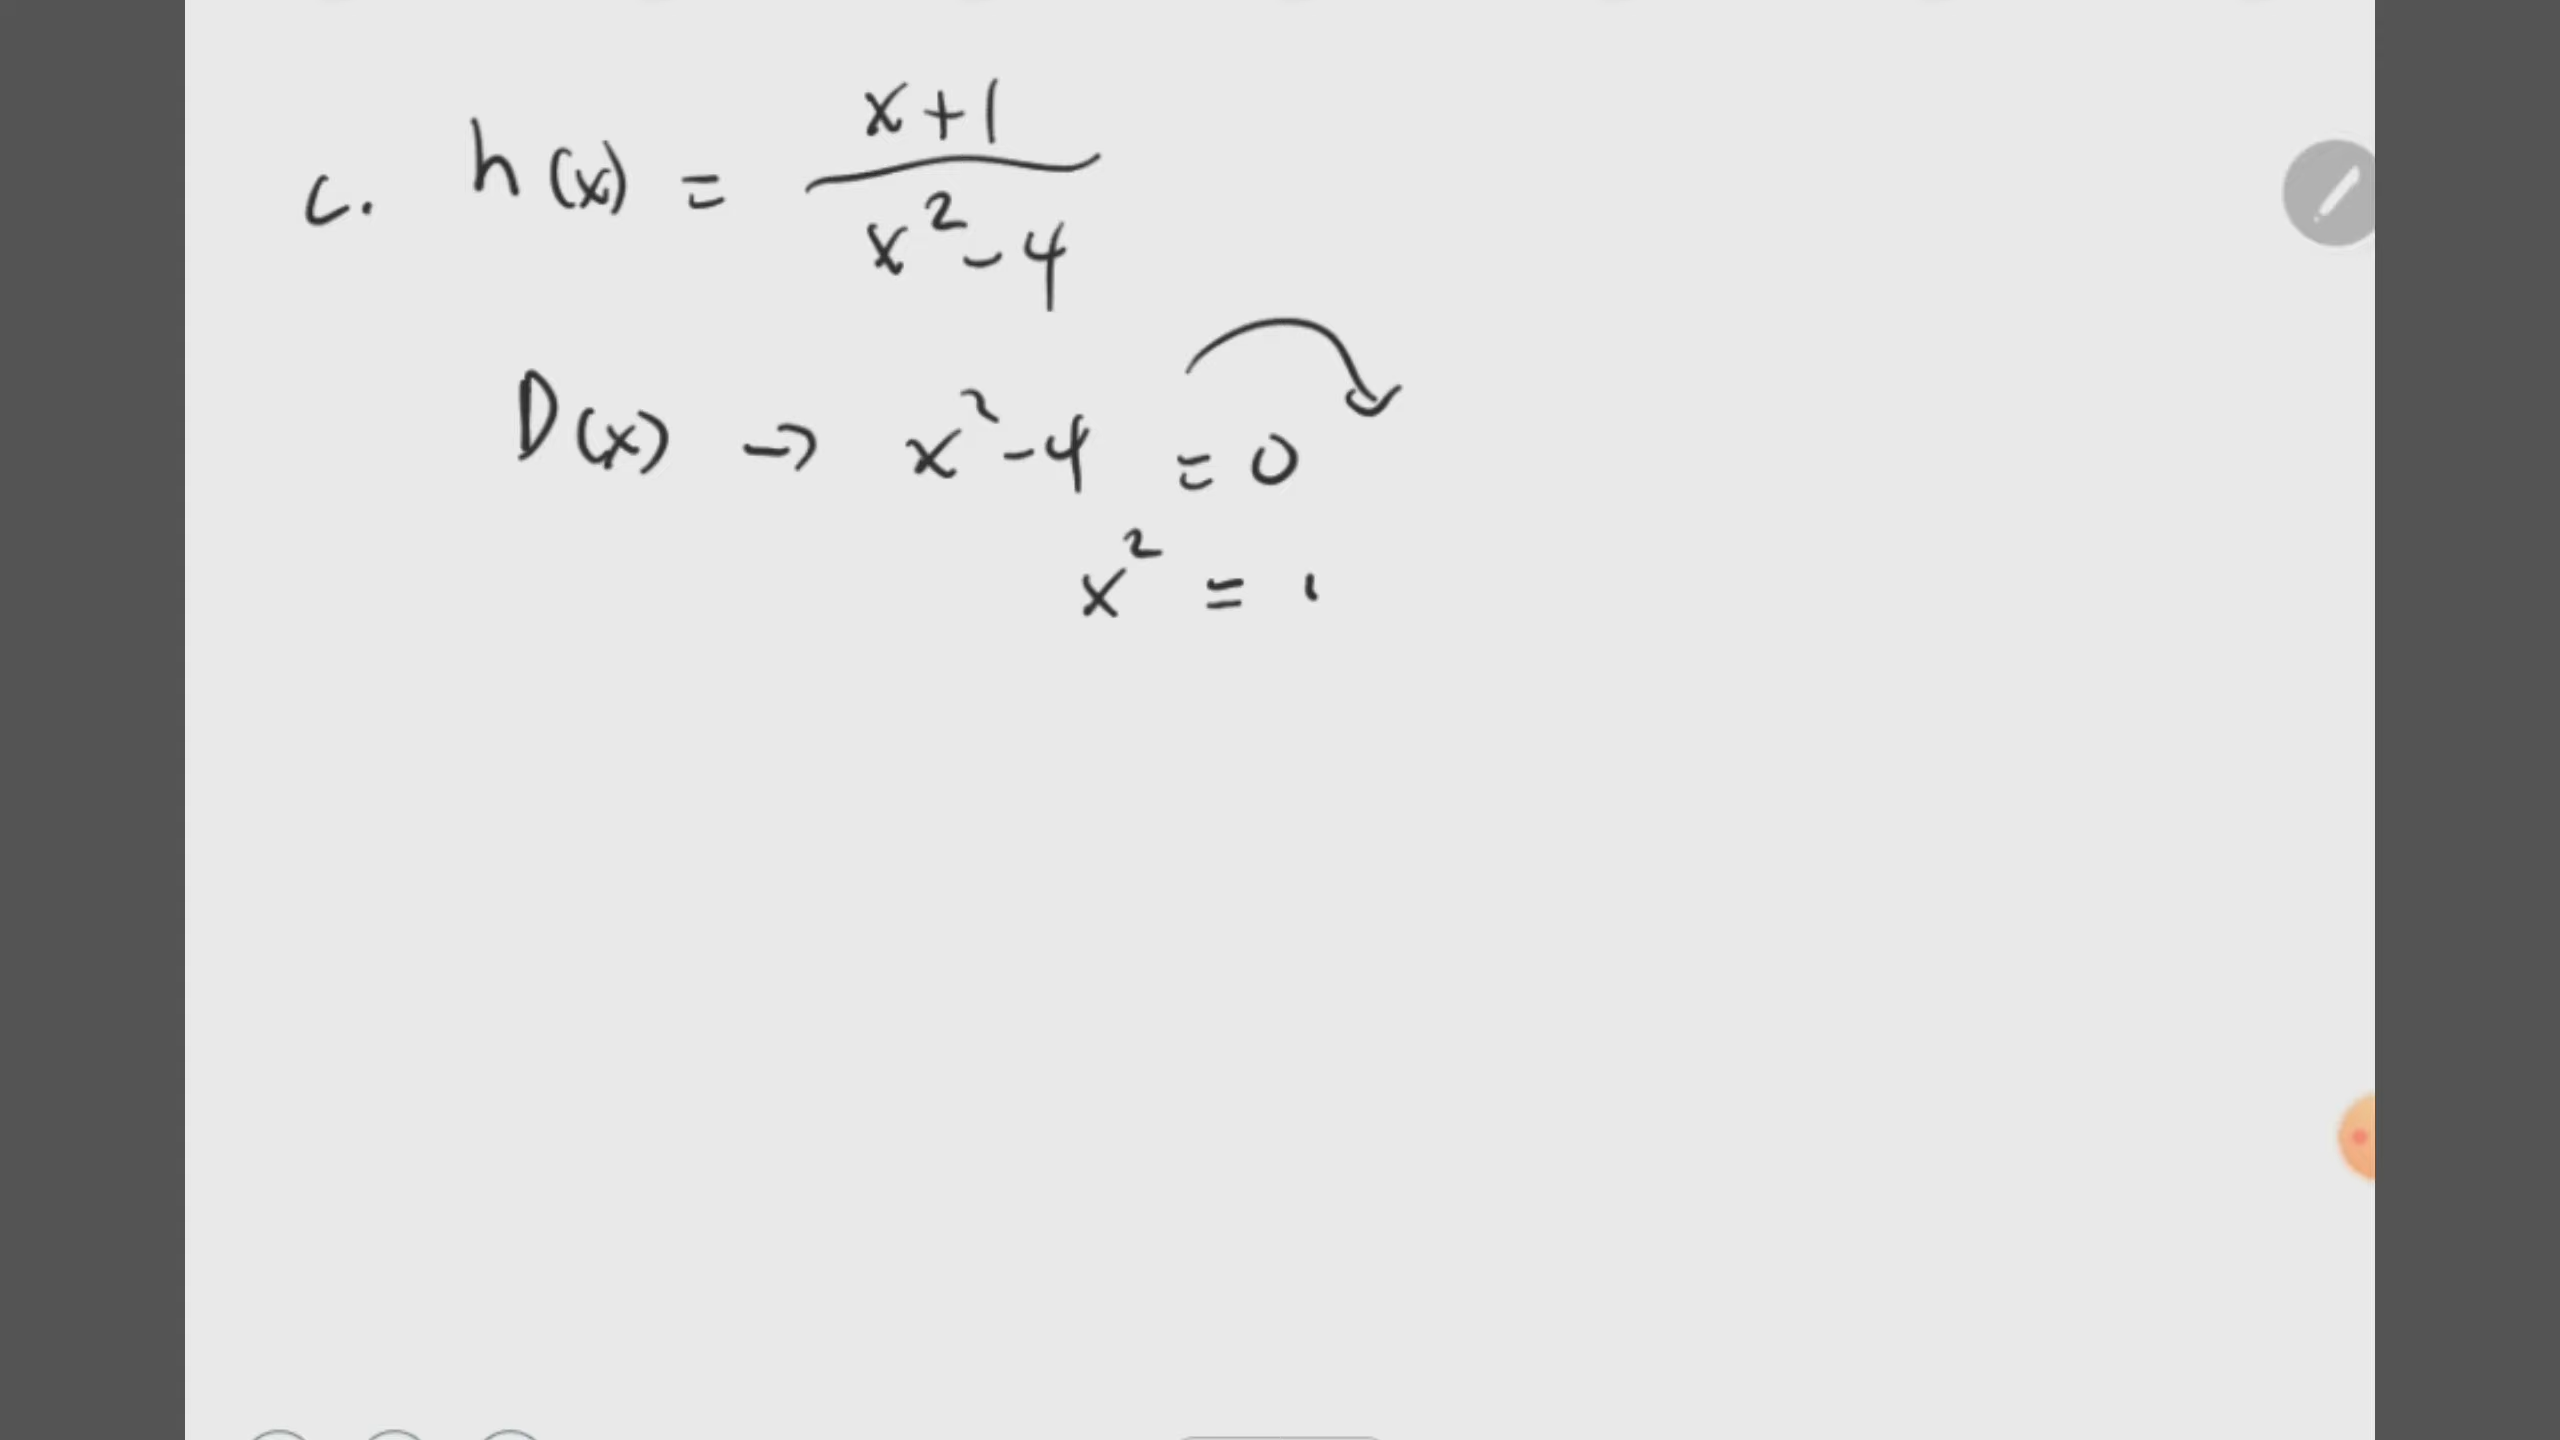 c. h(x) = x+1 / x²-4
D(x) → x²-4 = 0
x² =